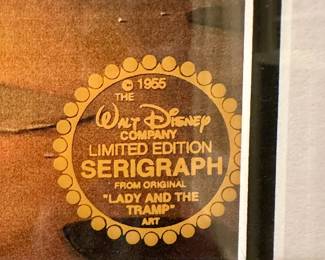 © 1955
THE
Walt Disney
COMPANY
LIMITED EDITION
SERIGRAPH
FROM ORIGINAL
"LADY AND THE
TRAMP"
ART